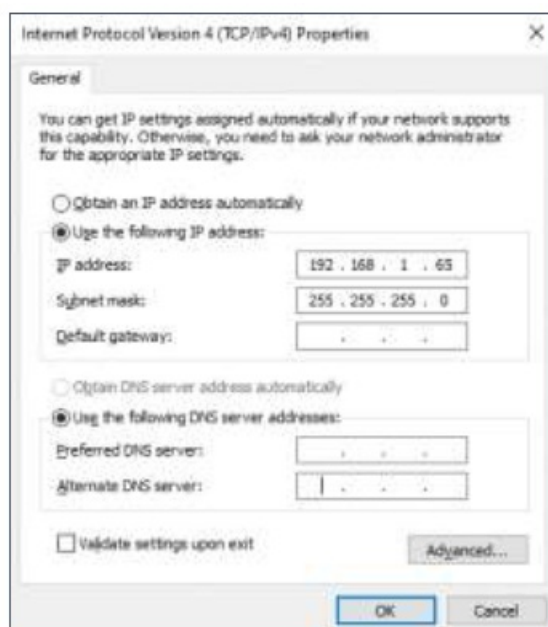 Internet Protocol Version 4 (TCP/IPv4) Properties
General
You can get IP settings assigned automatically if your network supports
this capability. Otherwise, you need to ask your network administrator
for the appropriate IP settings.
Obtain an IP address automatically
Use the following IP address:
IP address: 192 . 168 . 1 . 65
Subnet mask: 255 . 255 . 255 . 0
Default gateway: . . .
Obtain DNS server address automatically
Use the following DNS server addresses:
Preferred DNS server: . . .
Alternate DNS server: . . .
Validate settings upon exit
Advanced...
OK Cancel